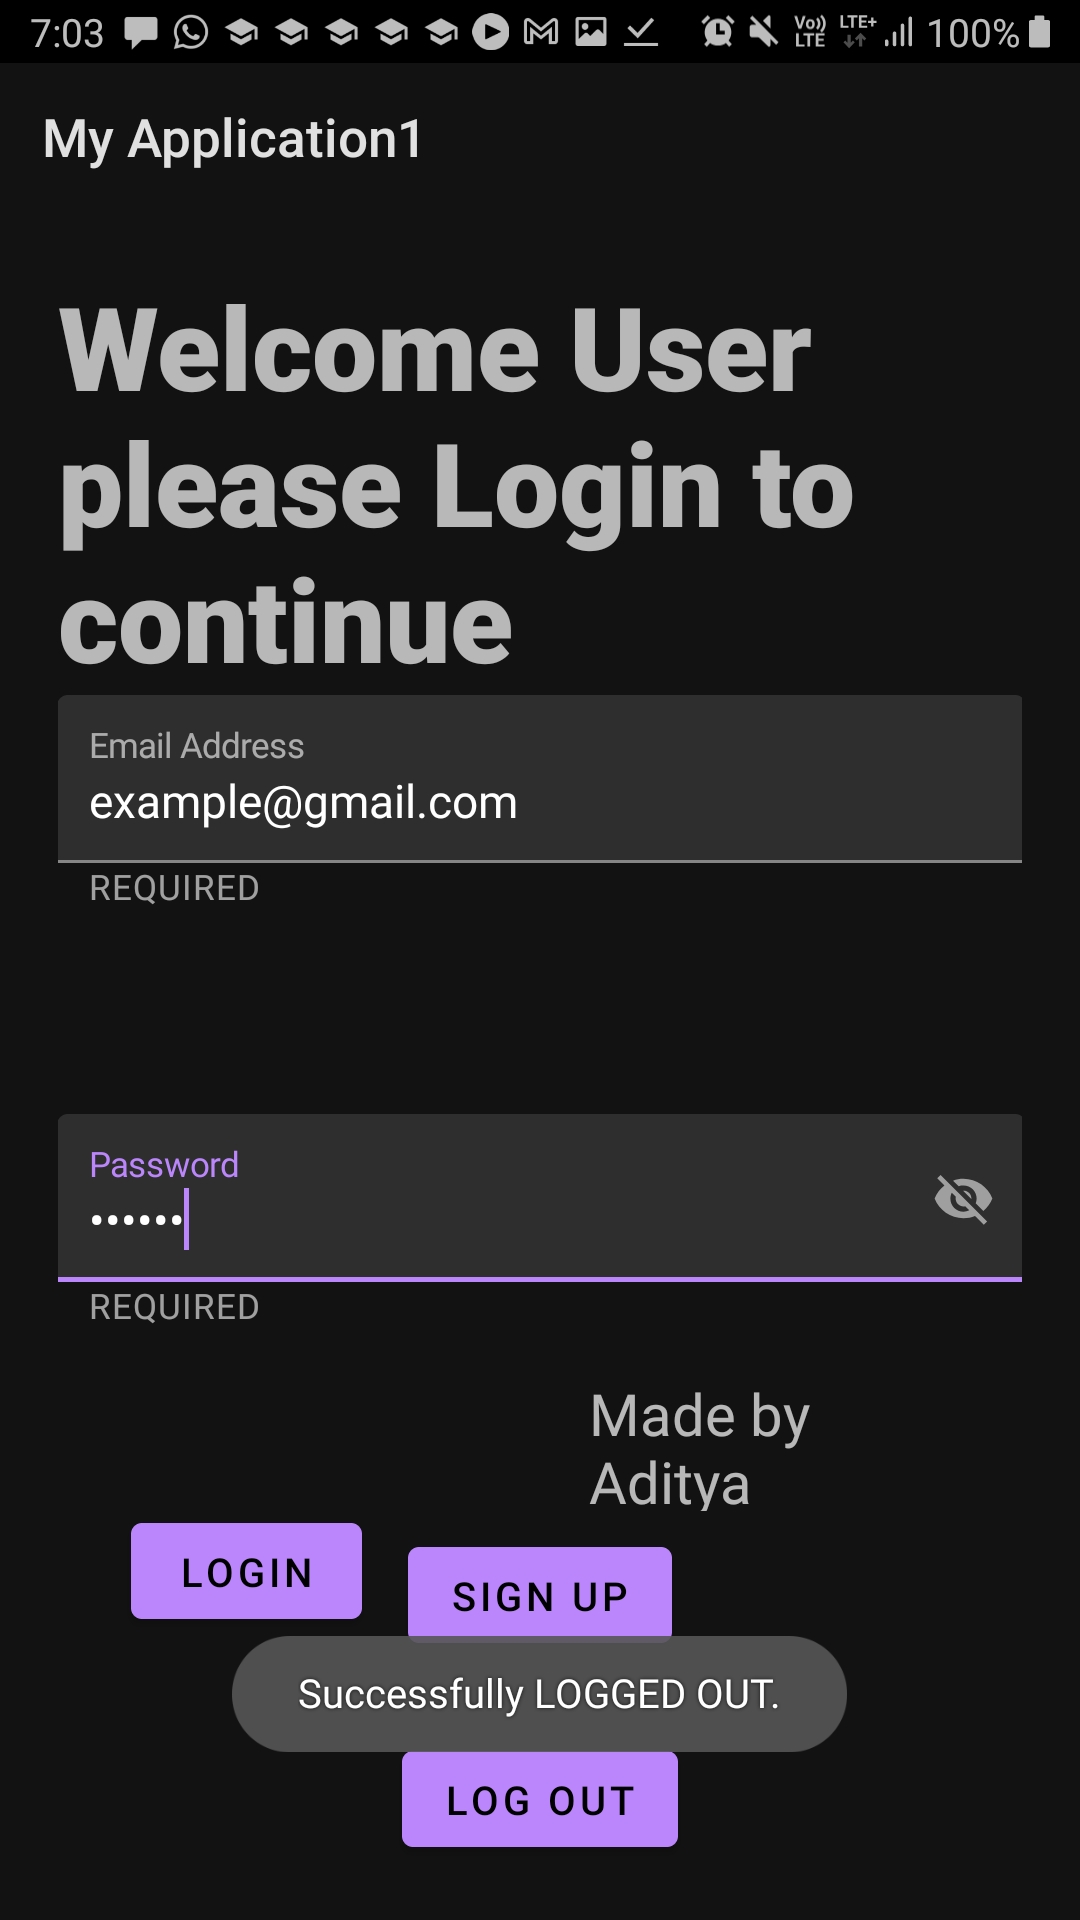 7:03 Vo)) LTE LTE+ 100%
My Application1
Welcome User
please Login to
continue
Email Address
example@gmail.com
REQUIRED
Password
••••••
REQUIRED
Made by
Aditya
LOGIN
SIGN UP
Successfully LOGGED OUT.
LOG OUT